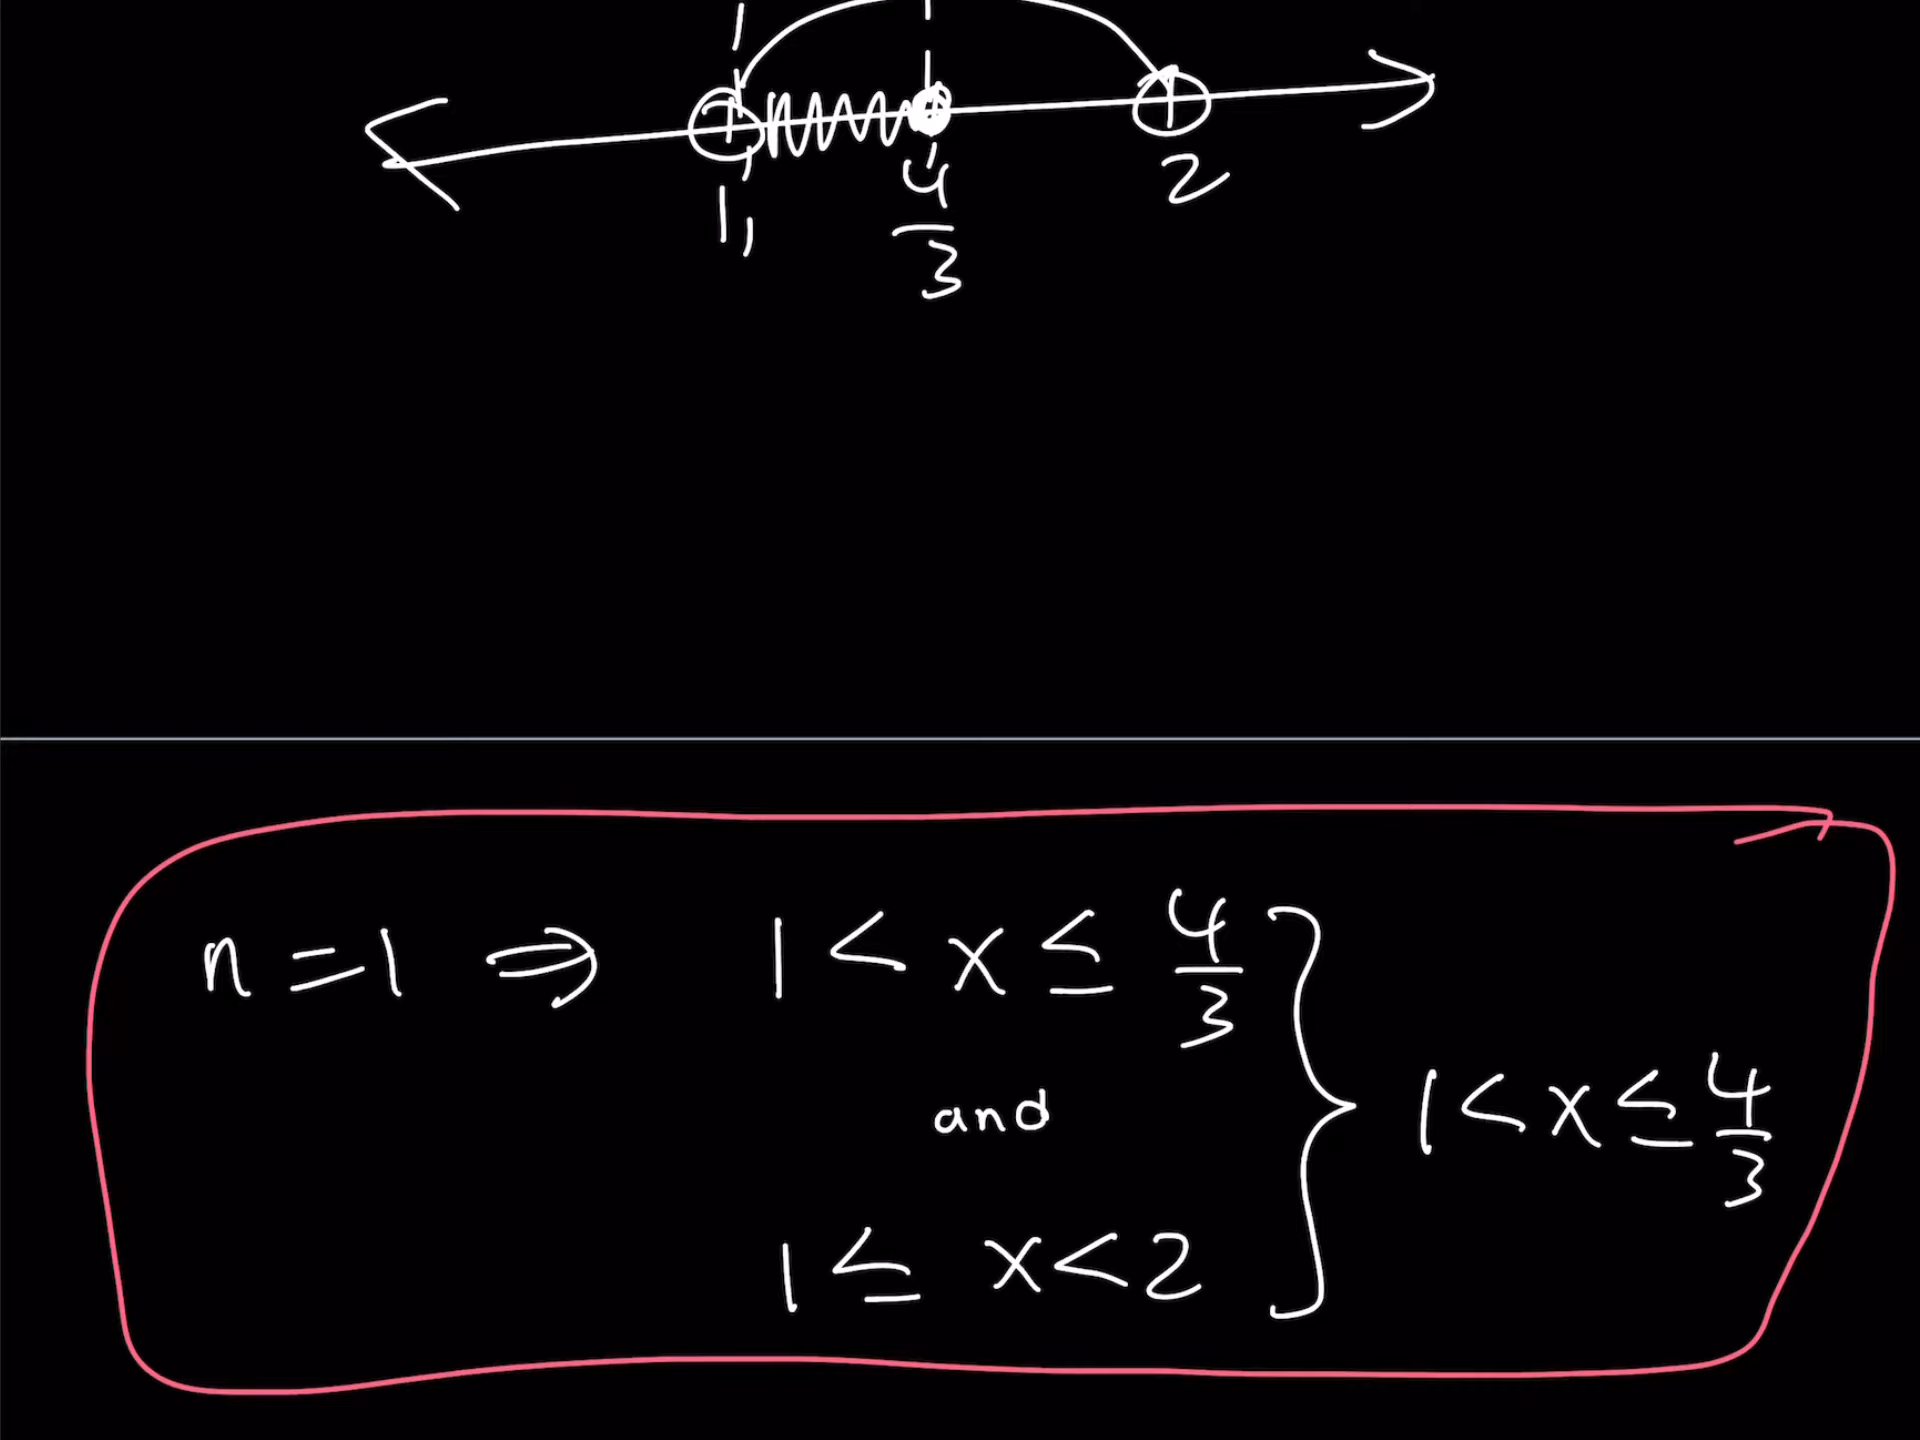 1, 4/3 2
n = 1 ⇒ 1 < x ≤ 4/3
and
1 ≤ x < 2
1 < x ≤ 4/3